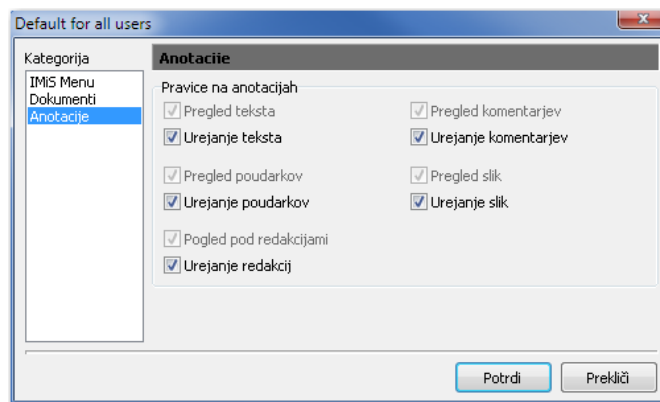 Default for all users
Kategorija
IMiS Menu
Dokumenti
Anotacije
Anotacije
Pravice na anotacijah
Pregled teksta
Pregled komentarjev
Urejanje teksta
Urejanje komentarjev
Pregled poudarkov
Pregled slik
Urejanje poudarkov
Urejanje slik
Pogled pod redakcijami
Urejanje redakcij
Potrdi
Prekliči